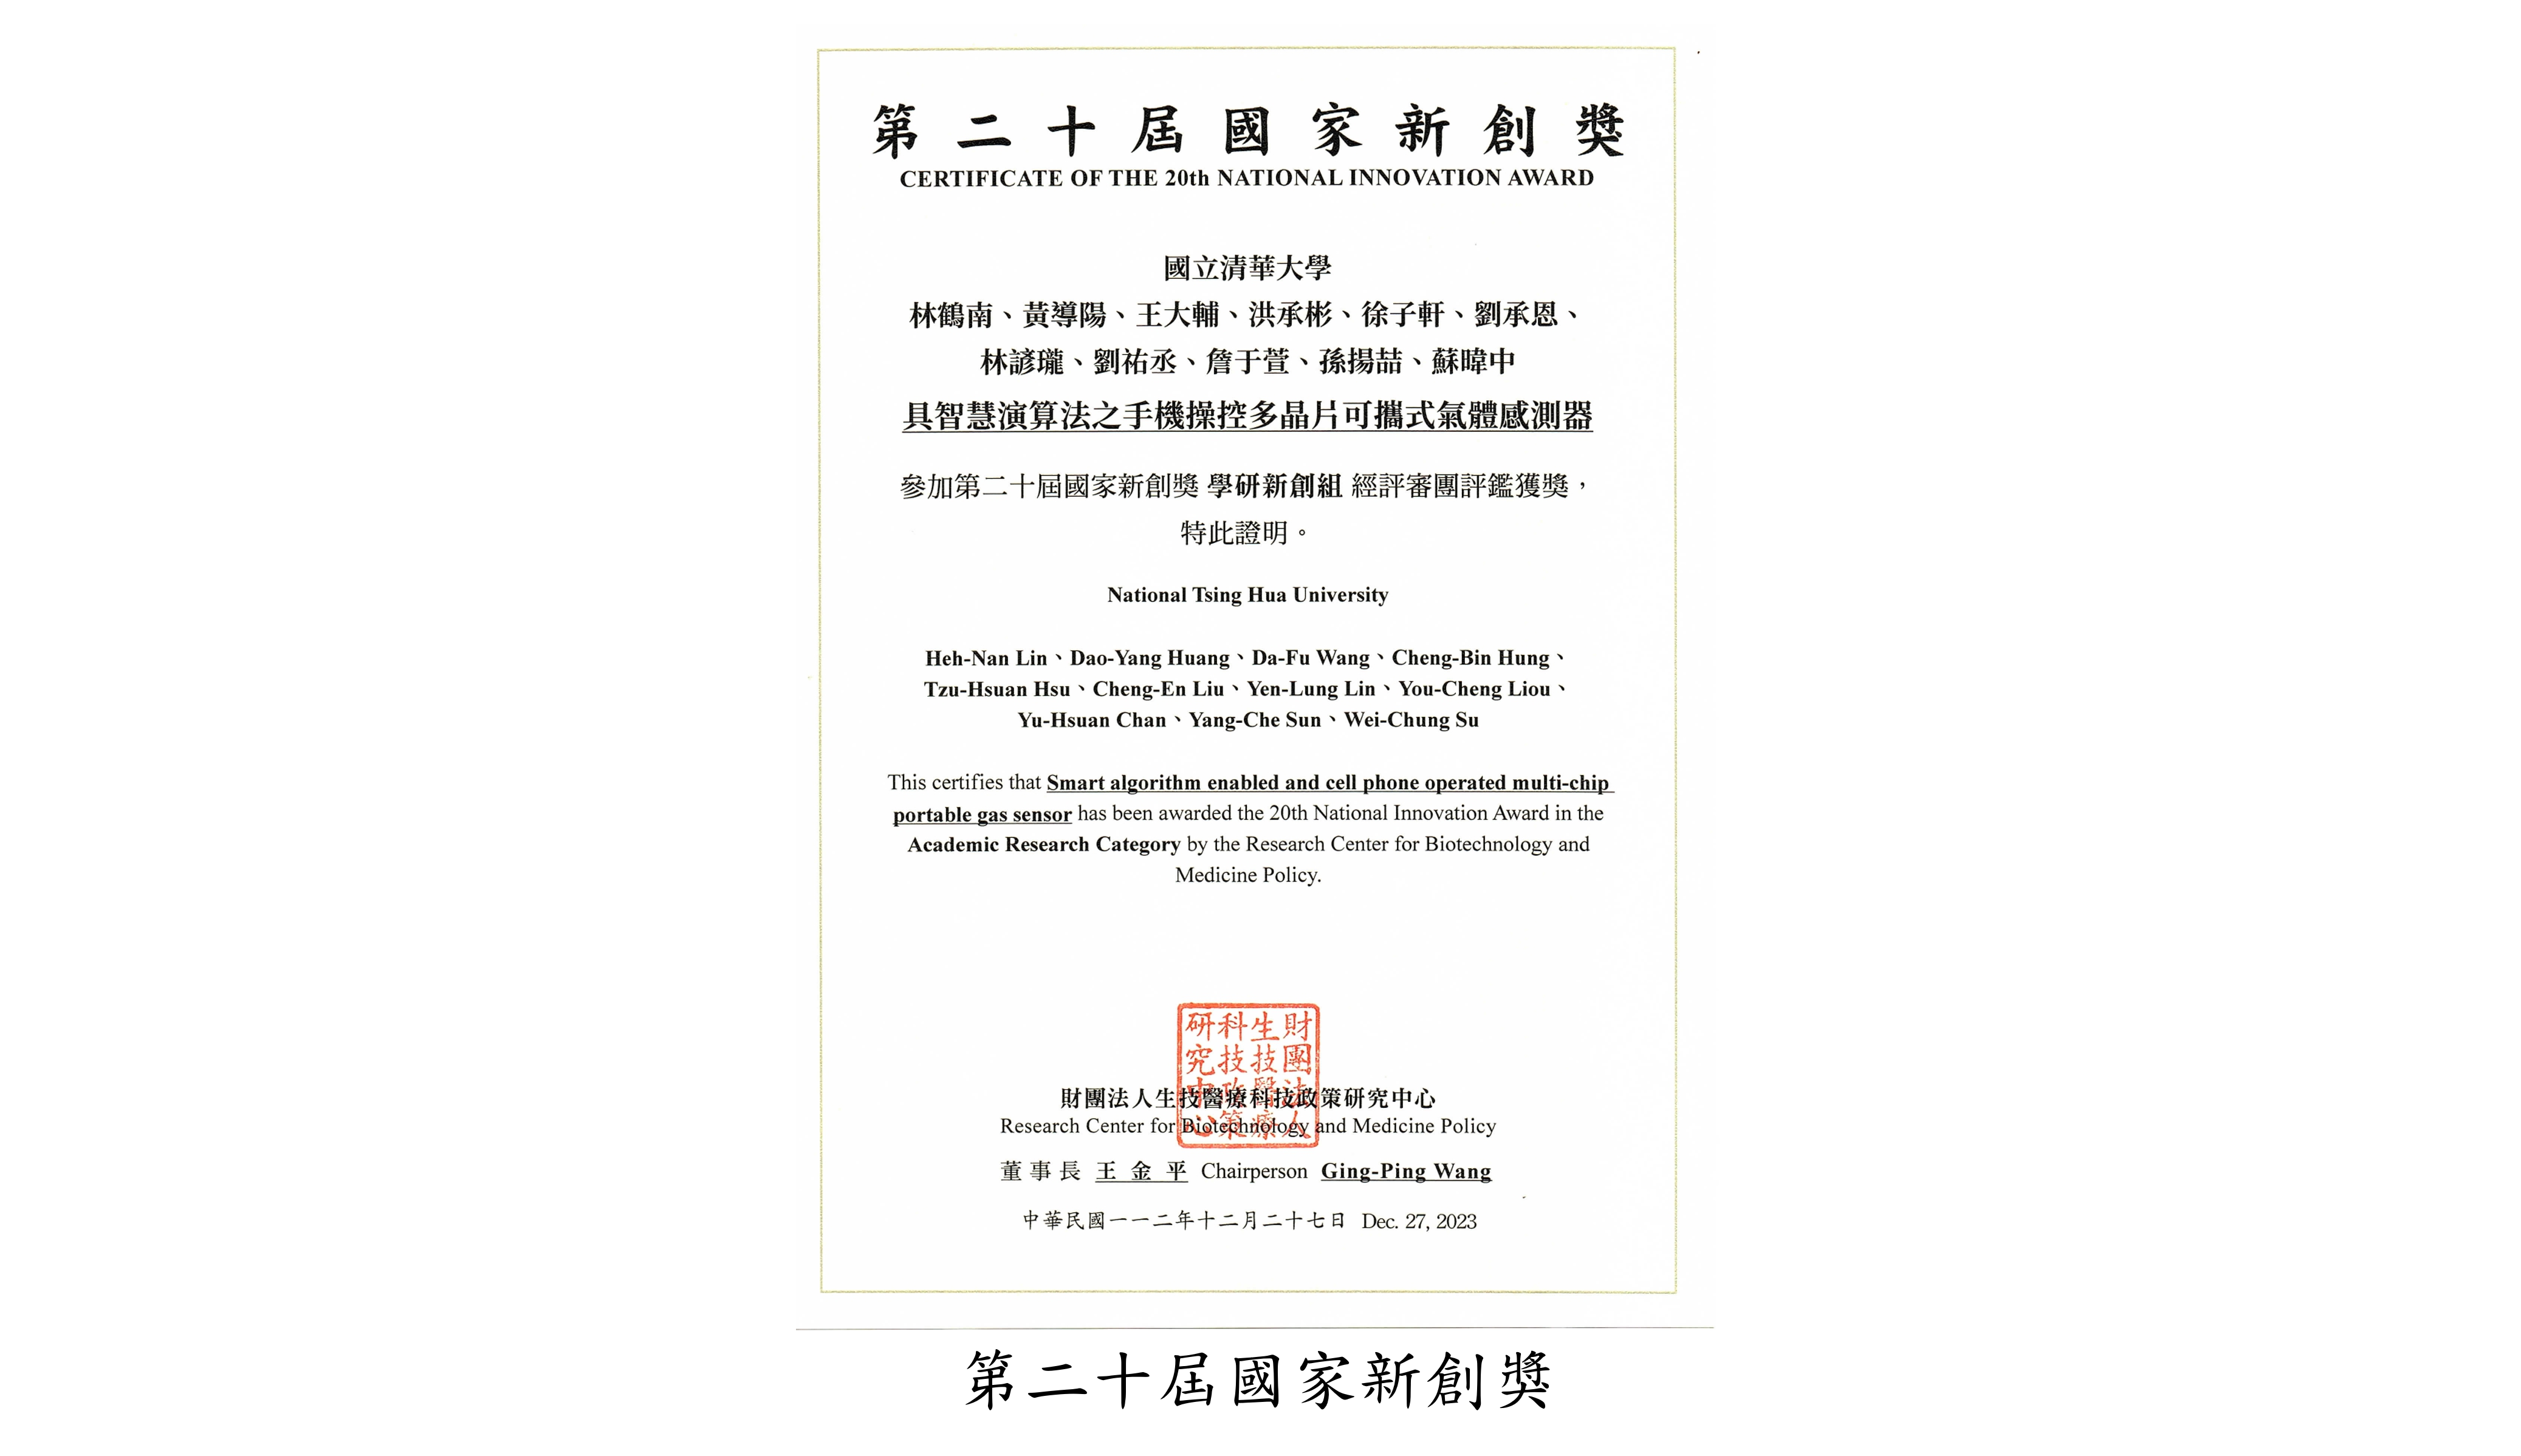 第二十屆國家新創獎
CERTIFICATE OF THE 20th NATIONAL INNOVATION AWARD
國立清華大學
林鶴南、黃導陽、王大輔、洪承彬、徐子軒、劉承恩、
林諺瓏、劉祐丞、詹于萱、孫揚喆、蘇暐中
具智慧演算法之手機操控多晶片可攜式氣體感測器
參加第二十屆國家新創獎 學研新創組 經評審團評鑑獲獎，
特此證明。
National Tsing Hua University
Heh-Nan Lin、Dao-Yang Huang、Da-Fu Wang、Cheng-Bin Hung、
Tzu-Hsuan Hsu、Cheng-En Liu、Yen-Lung Lin、You-Cheng Liou、
Yu-Hsuan Chan、Yang-Che Sun、Wei-Chung Su
This certifies that Smart algorithm enabled and cell phone operated multi-chip
portable gas sensor has been awarded the 20th National Innovation Award in the
Academic Research Category by the Research Center for Biotechnology and
Medicine Policy.
財團法人
生技醫療
科技政策
研究中心
財團法人生技醫療科技政策研究中心
Research Center for Biotechnology and Medicine Policy
董事長 王金平 Chairperson Ging-Ping Wang
中華民國一一二年十二月二十七日 Dec. 27, 2023
第二十屆國家新創獎